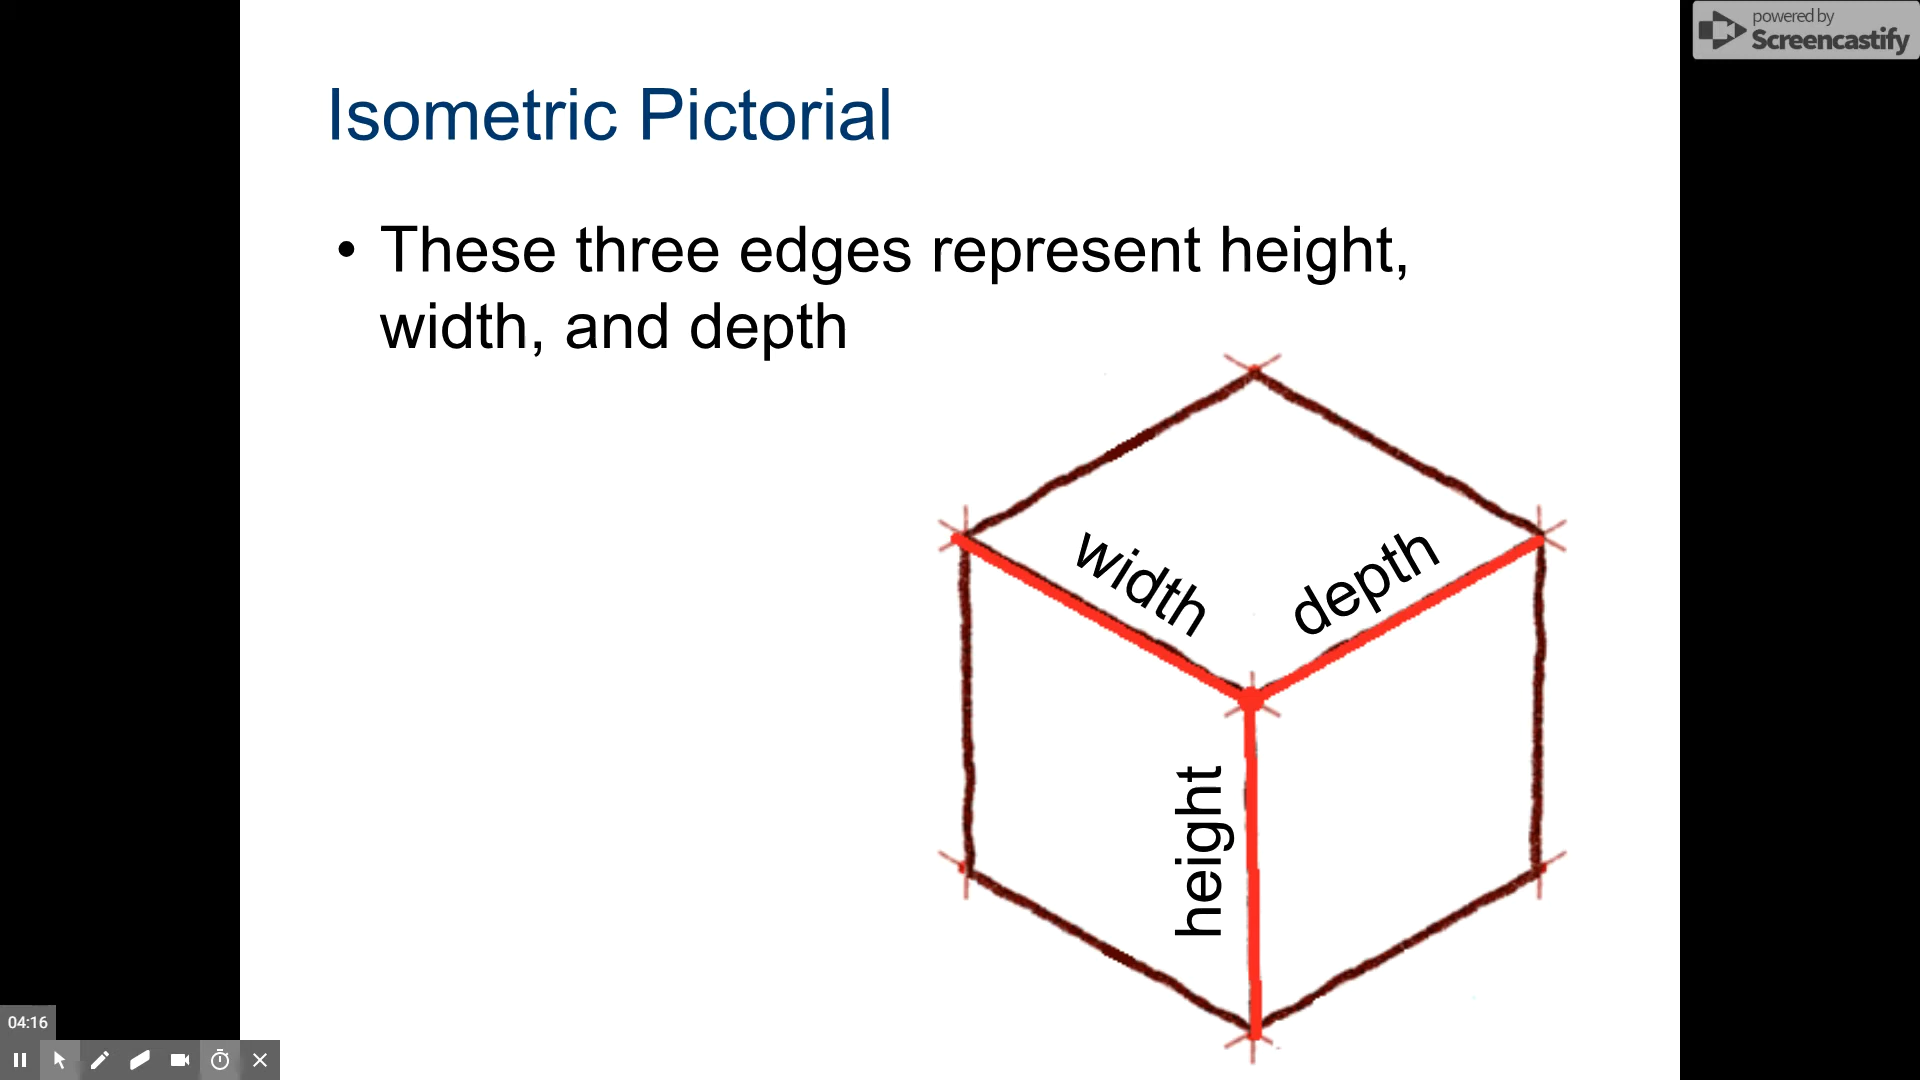 powered by
Screencastify
Isometric Pictorial
• These three edges represent height,
width, and depth
width
depth
height
04:16